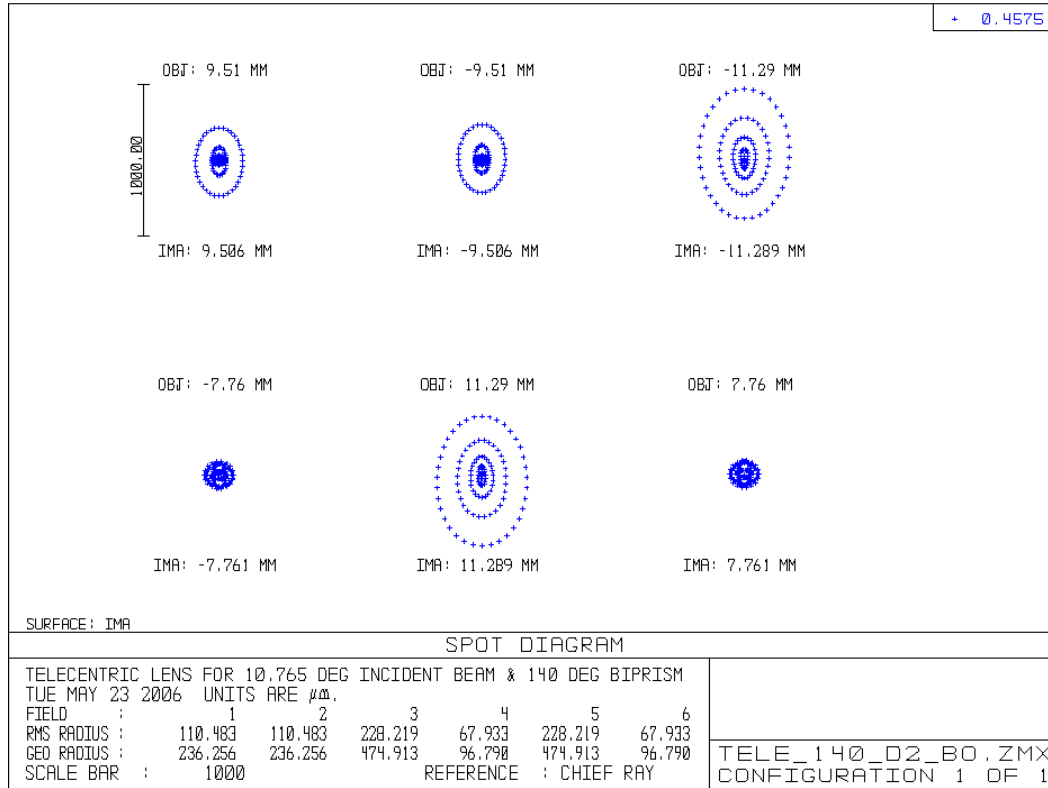 + 0.4575
OBJ: 9.51 MM
OBJ: -9.51 MM
OBJ: -11.29 MM
1000.00
IMA: 9.506 MM
IMA: -9.506 MM
IMA: -11.289 MM
OBJ: -7.76 MM
OBJ: 11.29 MM
OBJ: 7.76 MM
IMA: -7.761 MM
IMA: 11.289 MM
IMA: 7.761 MM
SURFACE: IMA
SPOT DIAGRAM
TELECENTRIC LENS FOR 10.765 DEG INCIDENT BEAM & 140 DEG BIPRISM
TUE MAY 23 2006 UNITS ARE µm.
FIELD : 1 2 3 4 5 6
RMS RADIUS : 110.483 110.483 228.219 67.933 228.219 67.933
GEO RADIUS : 236.256 236.256 474.913 96.790 474.913 96.790
SCALE BAR : 1000 REFERENCE : CHIEF RAY
TELE_140_D2_BO.ZMX
CONFIGURATION 1 OF 1